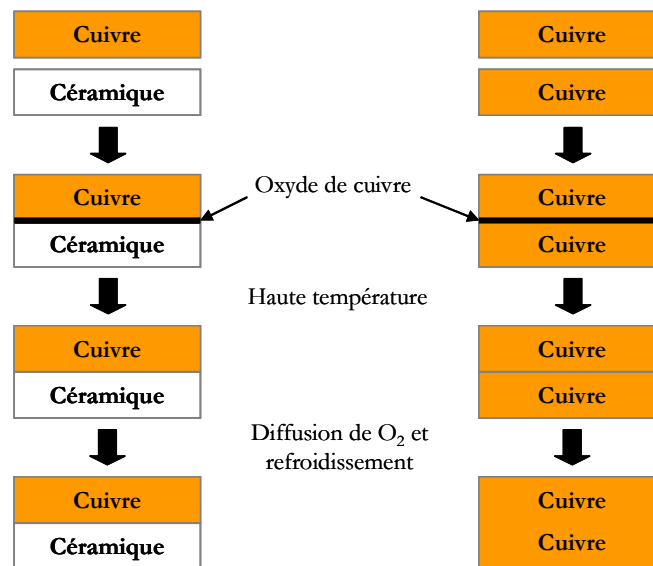 Cuivre
Céramique
Cuivre
Céramique
Cuivre
Céramique
Cuivre
Céramique
Oxyde de cuivre
Haute température
Diffusion de O₂ et
refroidissement
Cuivre
Cuivre
Cuivre
Cuivre
Cuivre
Cuivre
Cuivre
Cuivre